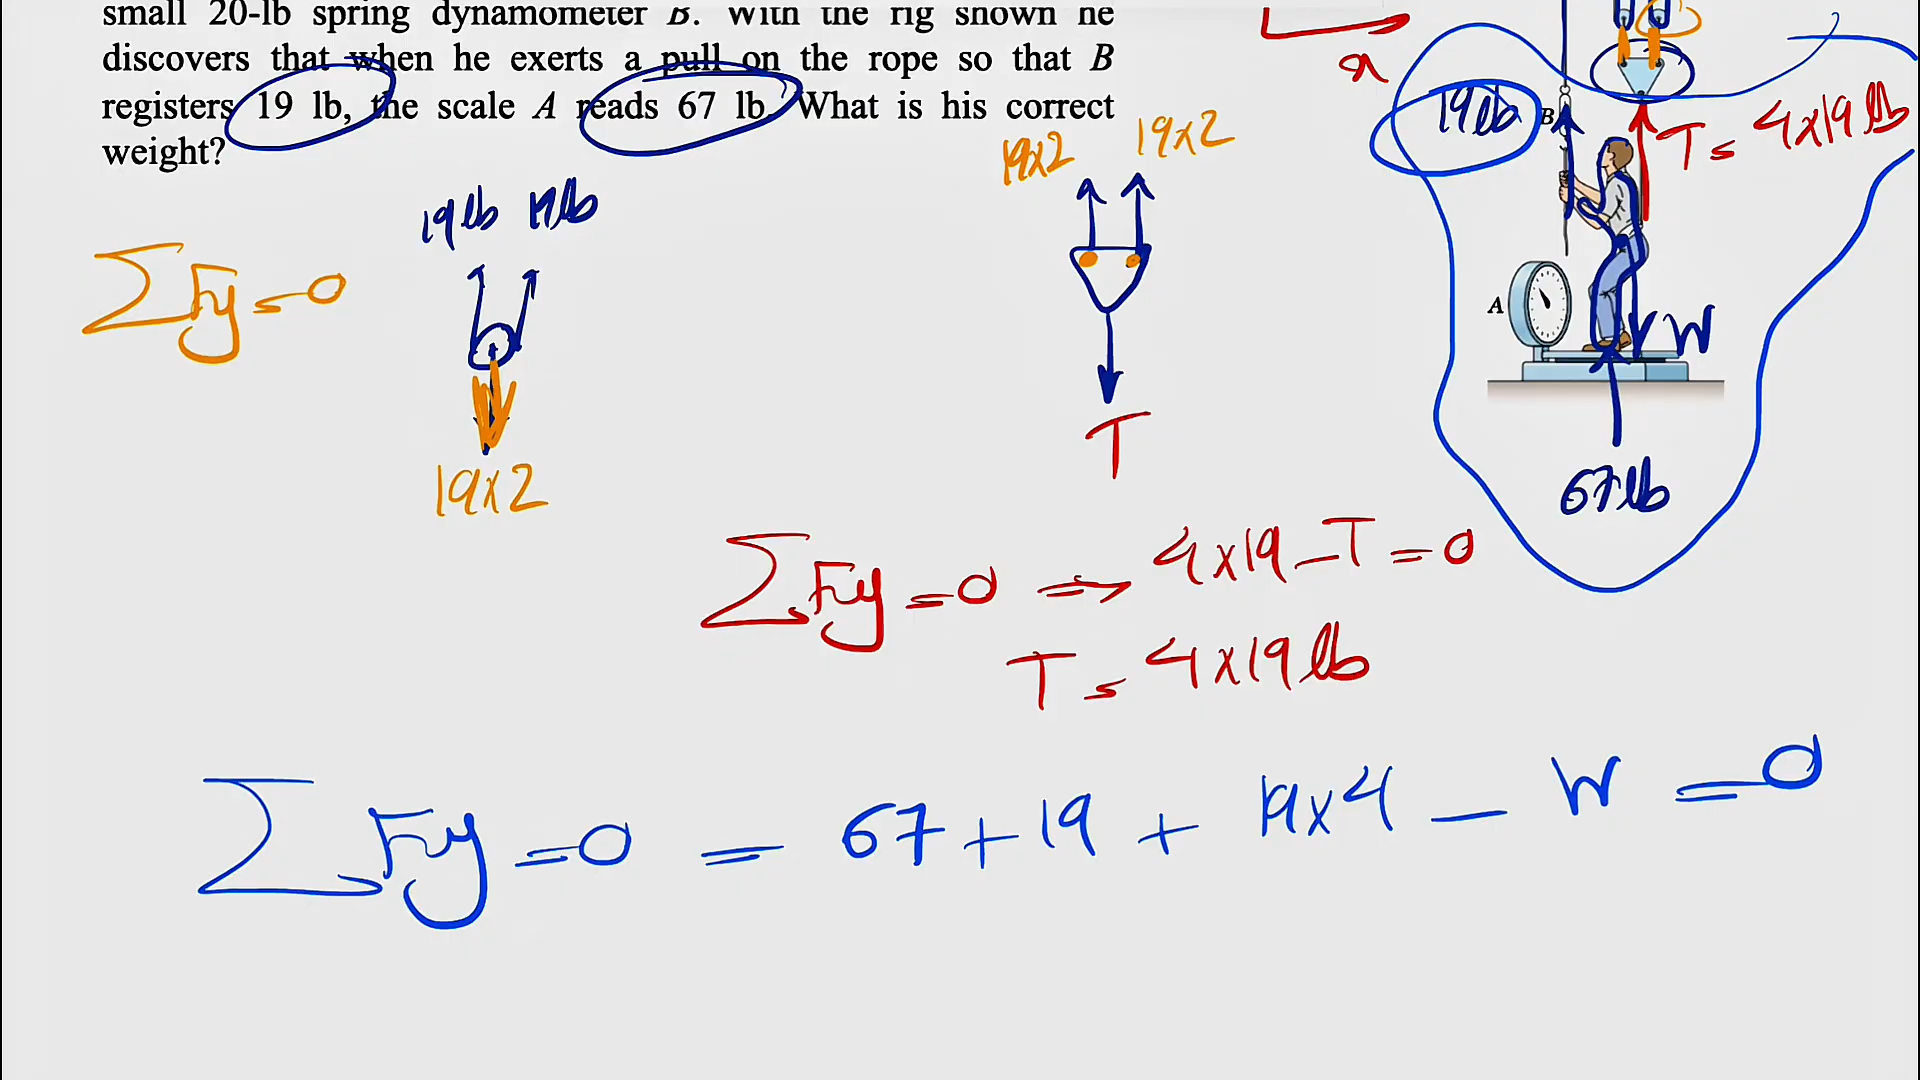 small 20-lb spring dynamometer B. With the rig shown he
discovers that when he exerts a pull on the rope so that B
registers 19 lb, the scale A reads 67 lb. What is his correct
weight?
x
19lb
B
T = 4x19 lb
19x2 19x2
19lb 19lb
ΣFy=0
A
W
19x2
T
67lb
ΣFy=0 => 4x19-T=0
T = 4x19lb
ΣFy=0 = 67+19 + 19x4 - W =0